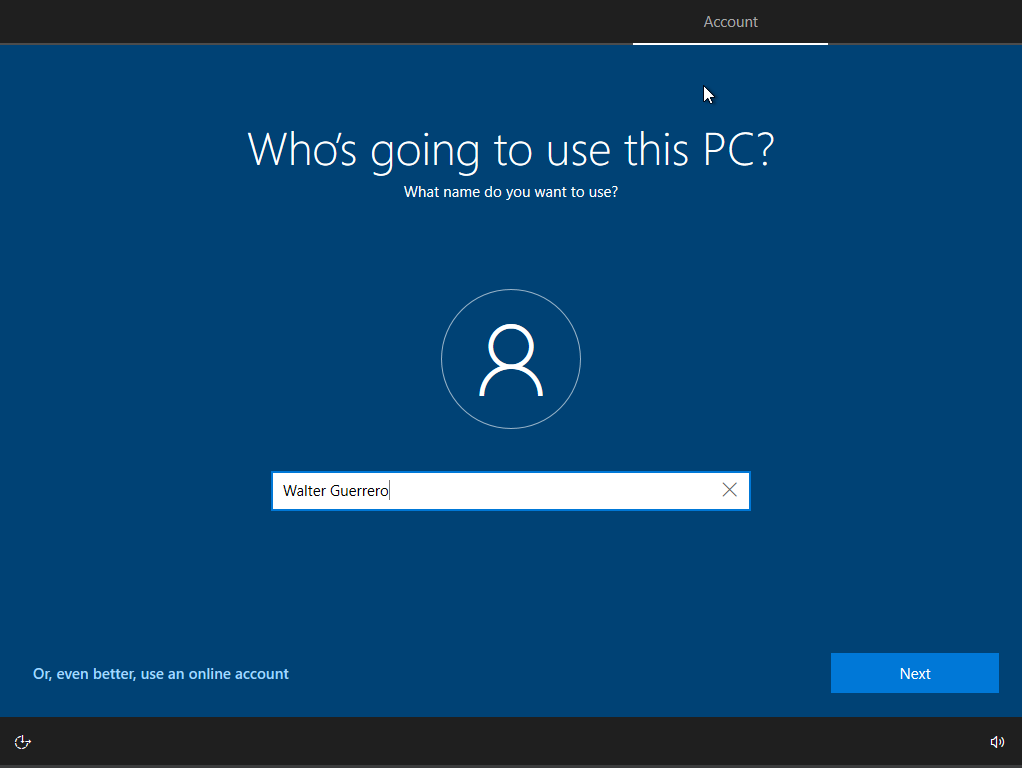 Account
Who's going to use this PC?
What name do you want to use?
Walter Guerrero
Or, even better, use an online account
Next